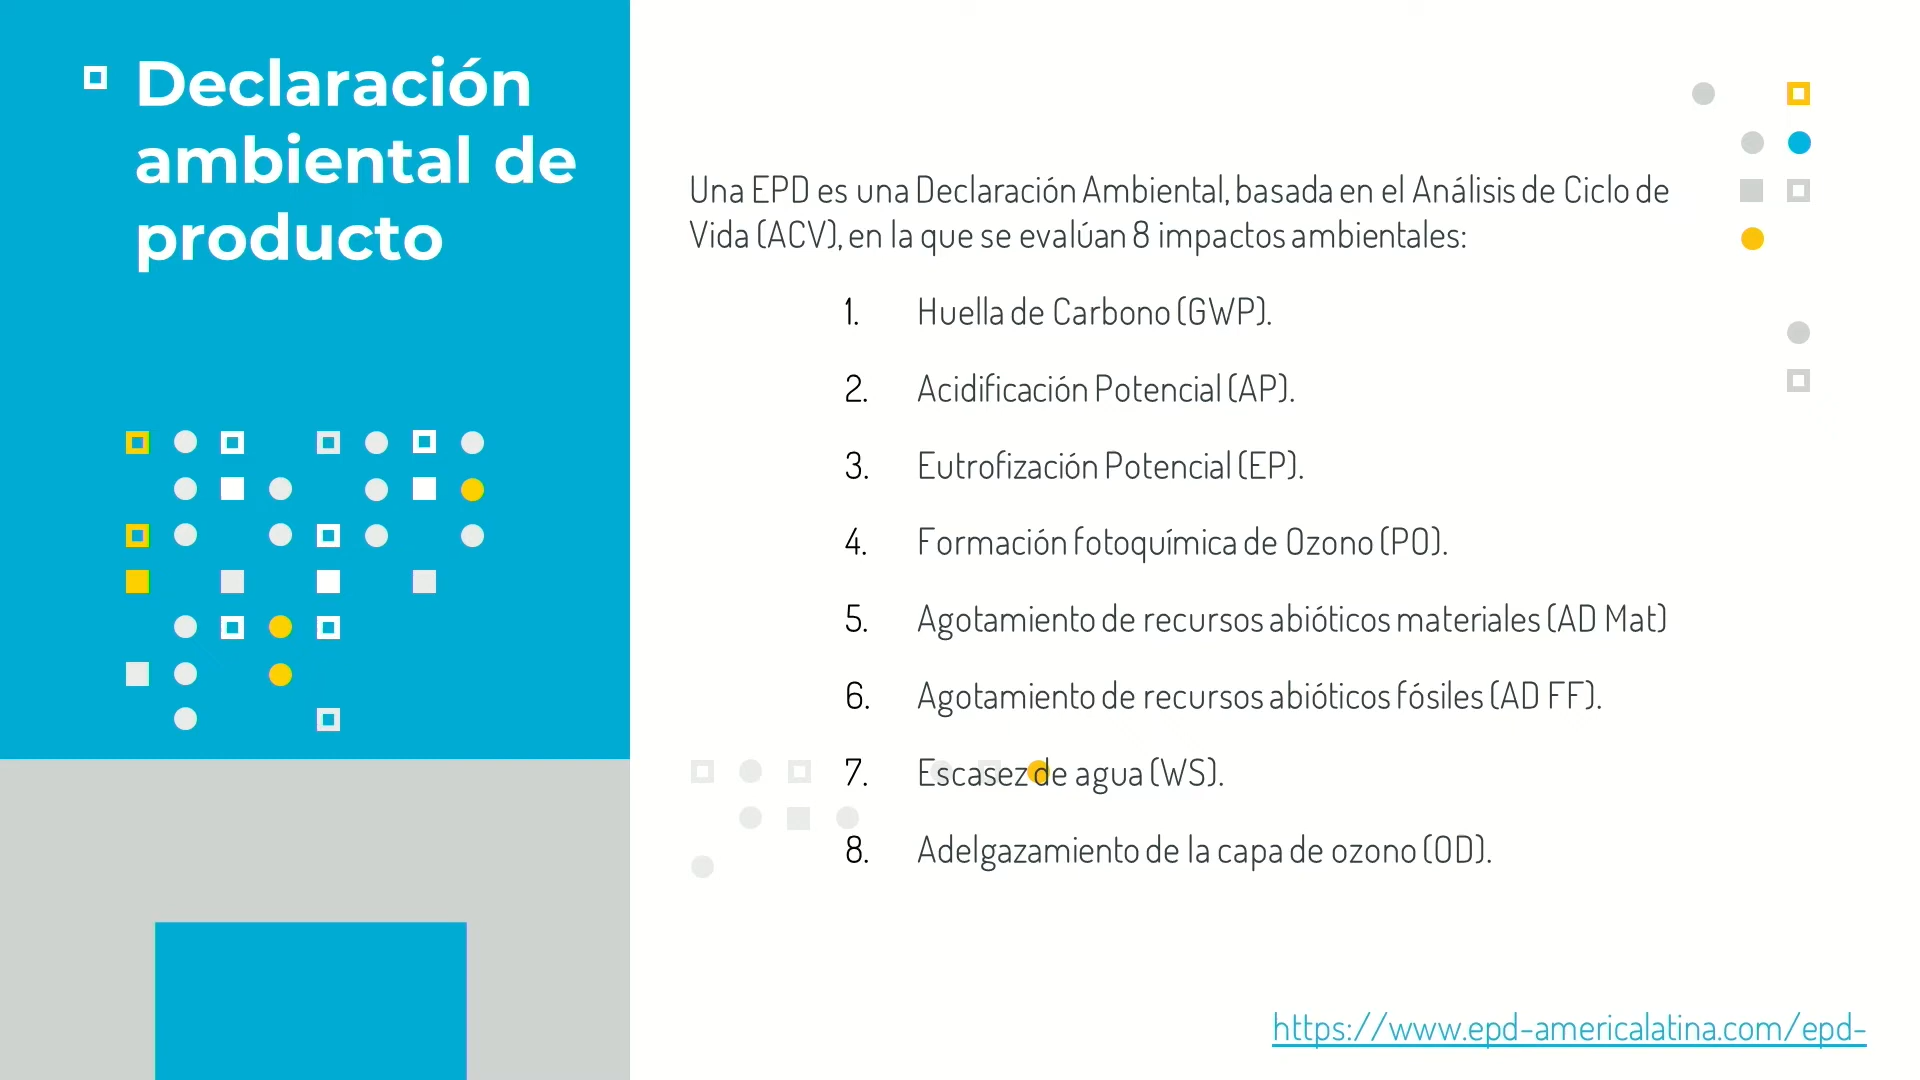 Declaración
ambiental de
producto
Una EPD es una Declaración Ambiental, basada en el Análisis de Ciclo de
Vida (ACV), en la que se evalúan 8 impactos ambientales:
1. Huella de Carbono (GWP).
2. Acidificación Potencial (AP).
3. Eutrofización Potencial (EP).
4. Formación fotoquímica de Ozono (PO).
5. Agotamiento de recursos abióticos materiales (AD Mat)
6. Agotamiento de recursos abióticos fósiles (AD FF).
7. Escasez de agua (WS).
8. Adelgazamiento de la capa de ozono (OD).
https://www.epd-americalatina.com/epd-